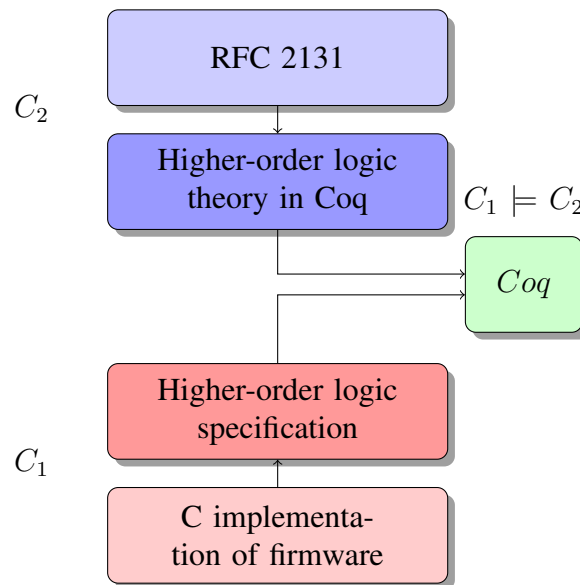 RFC 2131
C₂
Higher-order logic
theory in Coq
C₁ ⊨ C₂
Coq
Higher-order logic
specification
C₁
C implementa-
tion of firmware